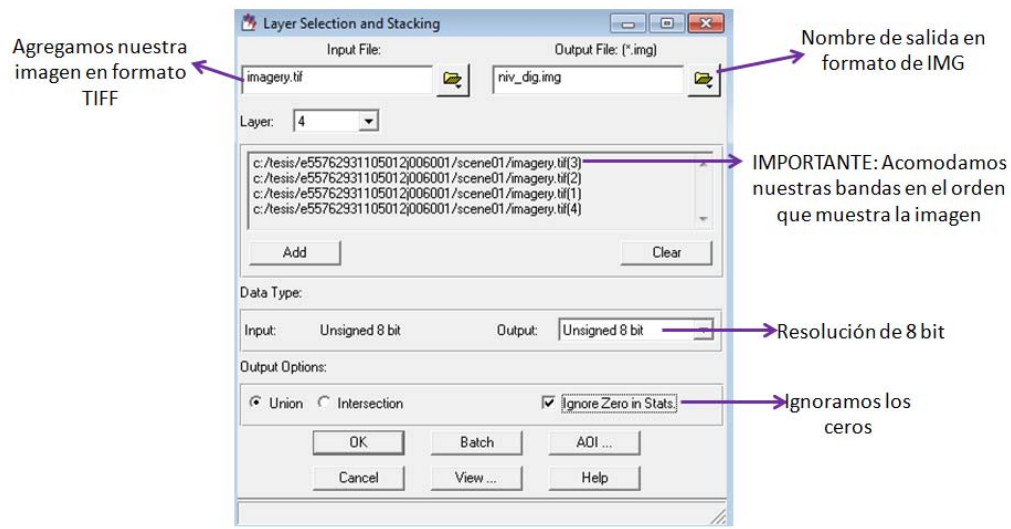 Layer Selection and Stacking
Agregamos nuestra
imagen en formato
TIFF
Input File:
Output File: (*.img)
Nombre de salida en
formato de IMG
imagery.tif
niv_dig.img
Layer:
4
c:/tesis/e55762931105012j006001/scene01/imagery.tif(3)
c:/tesis/e55762931105012j006001/scene01/imagery.tif(2)
c:/tesis/e55762931105012j006001/scene01/imagery.tif(1)
c:/tesis/e55762931105012j006001/scene01/imagery.tif(4)
IMPORTANTE: Acomodamos
nuestras bandas en el orden
que muestra la imagen
Add
Clear
Data Type:
Input:
Unsigned 8 bit
Output:
Unsigned 8 bit
Resolución de 8 bit
Output Options:
Union
Intersection
Ignore Zero in Stats.
Ignoramos los
ceros
OK
Batch
AOI ...
Cancel
View ...
Help